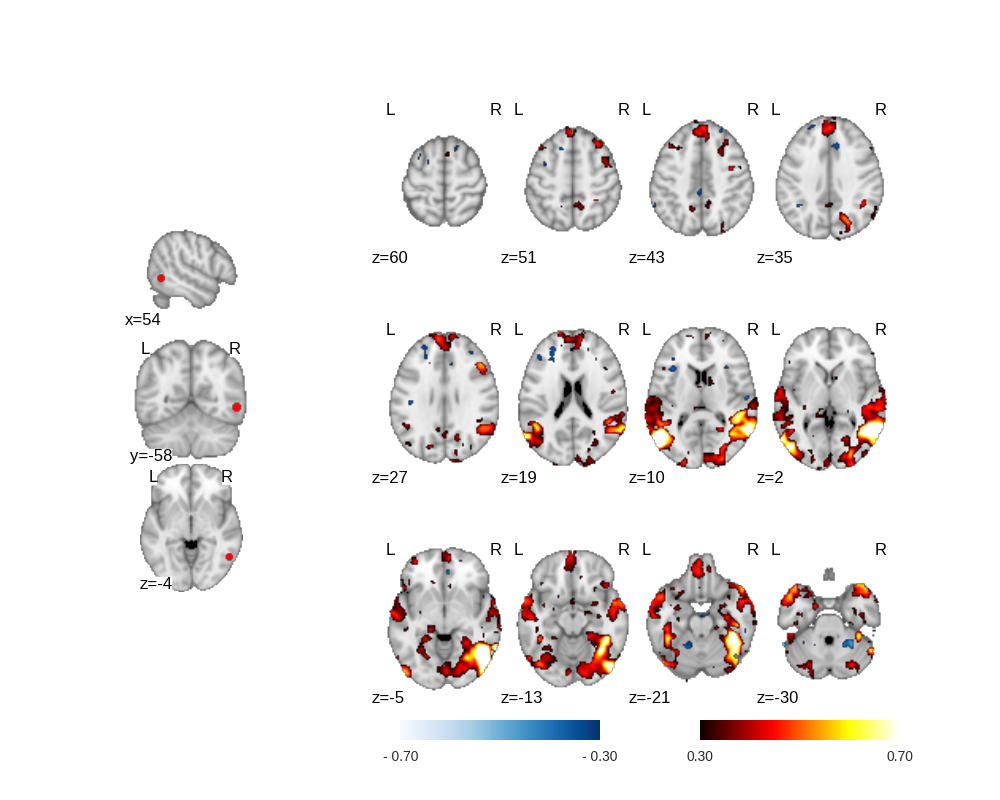 L R L R L R L R
z=60 z=51 z=43 z=35
x=54
L R L R L R L R
L R
z=27 z=19 z=10 z=2
y=-58
L R
L R L R L R L R
z=-4
z=-5 z=-13 z=-21 z=-30
- 0.70 - 0.30 0.30 0.70